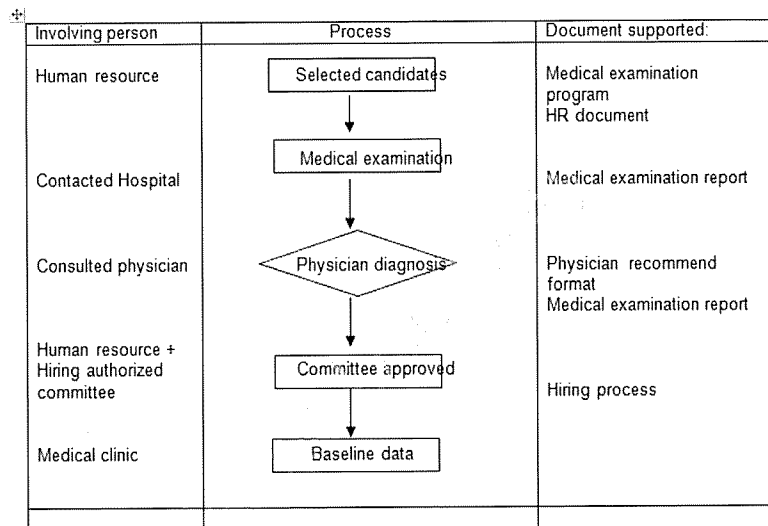 Involving person
Process
Document supported:
Human resource
Selected candidates
Medical examination
program
HR document
Medical examination
Contacted Hospital
Medical examination report
Consulted physician
Physician diagnosis
Physician recommend
format
Medical examination report
Human resource +
Hiring authorized
committee
Committee approved
Hiring process
Medical clinic
Baseline data